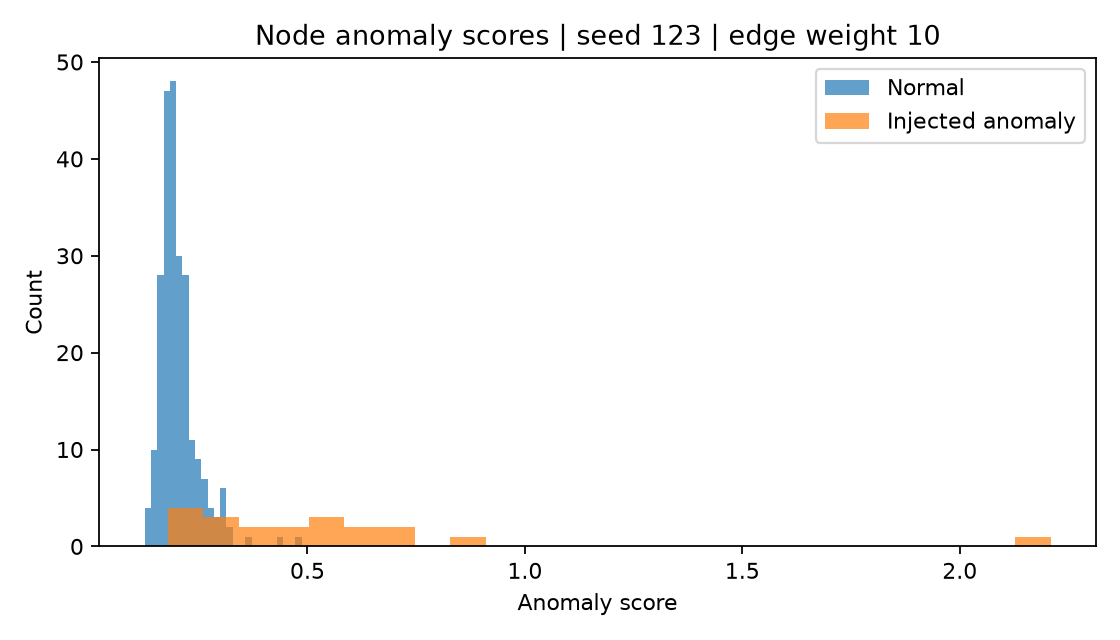 Node anomaly scores | seed 123 | edge weight 10
50
40
30
20
10
0
Count
Normal
Injected anomaly
0.5 1.0 1.5 2.0
Anomaly score